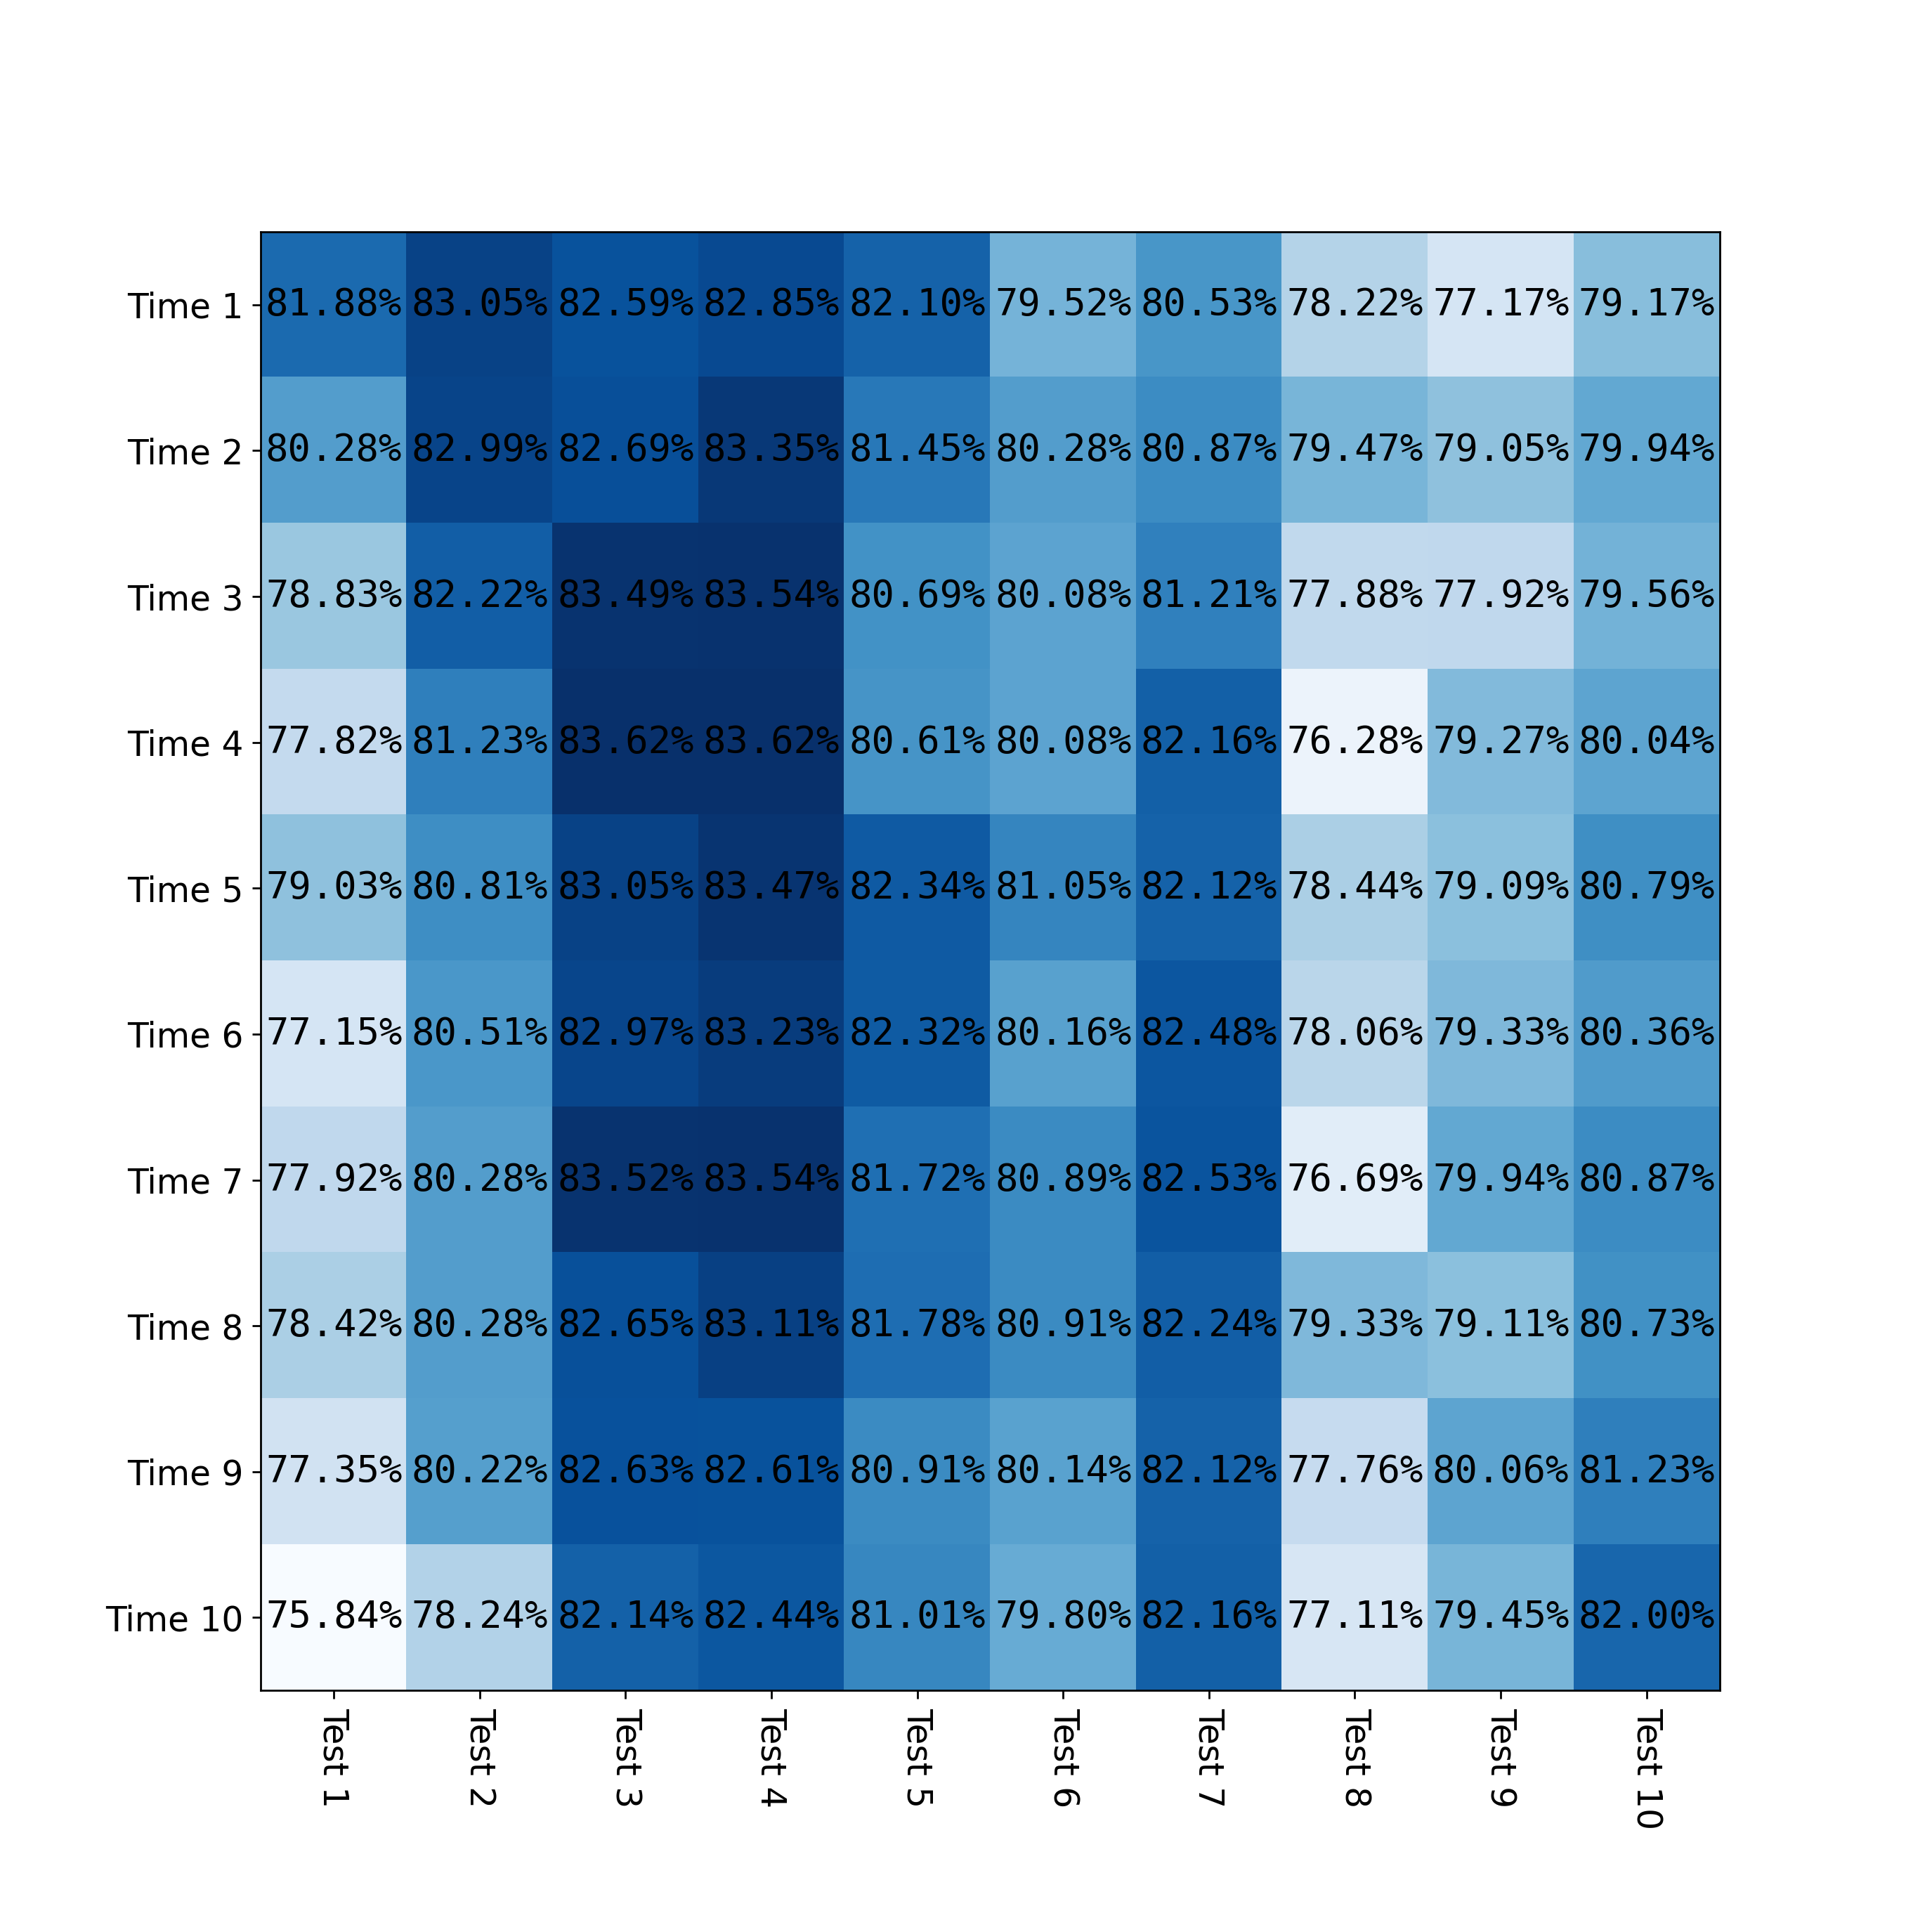 Time 1 81.88% 83.05% 82.59% 82.85% 82.10% 79.52% 80.53% 78.22% 77.17% 79.17%
Time 2 80.28% 82.99% 82.69% 83.35% 81.45% 80.28% 80.87% 79.47% 79.05% 79.94%
Time 3 78.83% 82.22% 83.49% 83.54% 80.69% 80.08% 81.21% 77.88% 77.92% 79.56%
Time 4 77.82% 81.23% 83.62% 83.62% 80.61% 80.08% 82.16% 76.28% 79.27% 80.04%
Time 5 79.03% 80.81% 83.05% 83.47% 82.34% 81.05% 82.12% 78.44% 79.09% 80.79%
Time 6 77.15% 80.51% 82.97% 83.23% 82.32% 80.16% 82.48% 78.06% 79.33% 80.36%
Time 7 77.92% 80.28% 83.52% 83.54% 81.72% 80.89% 82.53% 76.69% 79.94% 80.87%
Time 8 78.42% 80.28% 82.65% 83.11% 81.78% 80.91% 82.24% 79.33% 79.11% 80.73%
Time 9 77.35% 80.22% 82.63% 82.61% 80.91% 80.14% 82.12% 77.76% 80.06% 81.23%
Time 10 75.84% 78.24% 82.14% 82.44% 81.01% 79.80% 82.16% 77.11% 79.45% 82.00%
Test 1 Test 2 Test 3 Test 4 Test 5 Test 6 Test 7 Test 8 Test 9 Test 10